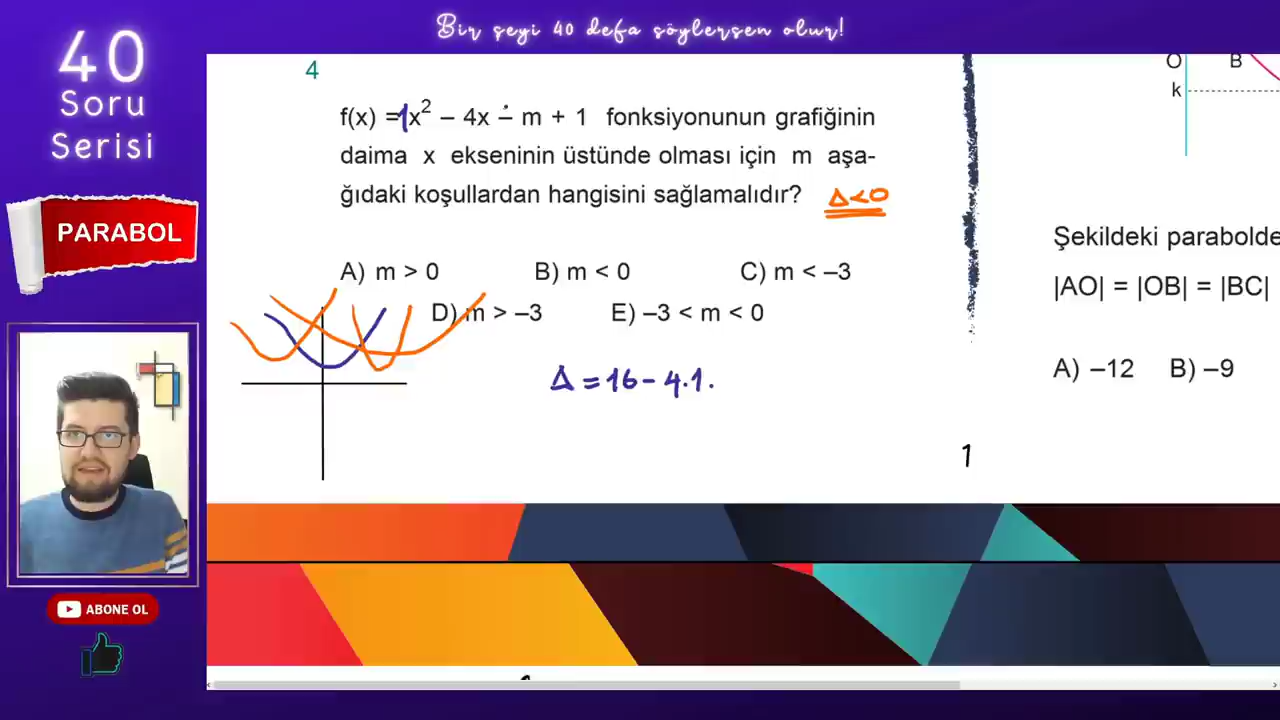 Bir şeyi 40 defa söylersen olur!
40
Soru
Serisi
PARABOL
ABONE OL
4
f(x) = 1x² – 4x – m + 1 fonksiyonunun grafiğinin
daima x ekseninin üstünde olması için m aşa-
ğıdaki koşullardan hangisini sağlamalıdır? Δ<0
A) m > 0 B) m < 0 C) m < –3
D) m > –3 E) –3 < m < 0
Δ = 16 – 4.1.
1
O B
k
Şekildeki parabolde
|AO| = |OB| = |BC|
A) –12 B) –9